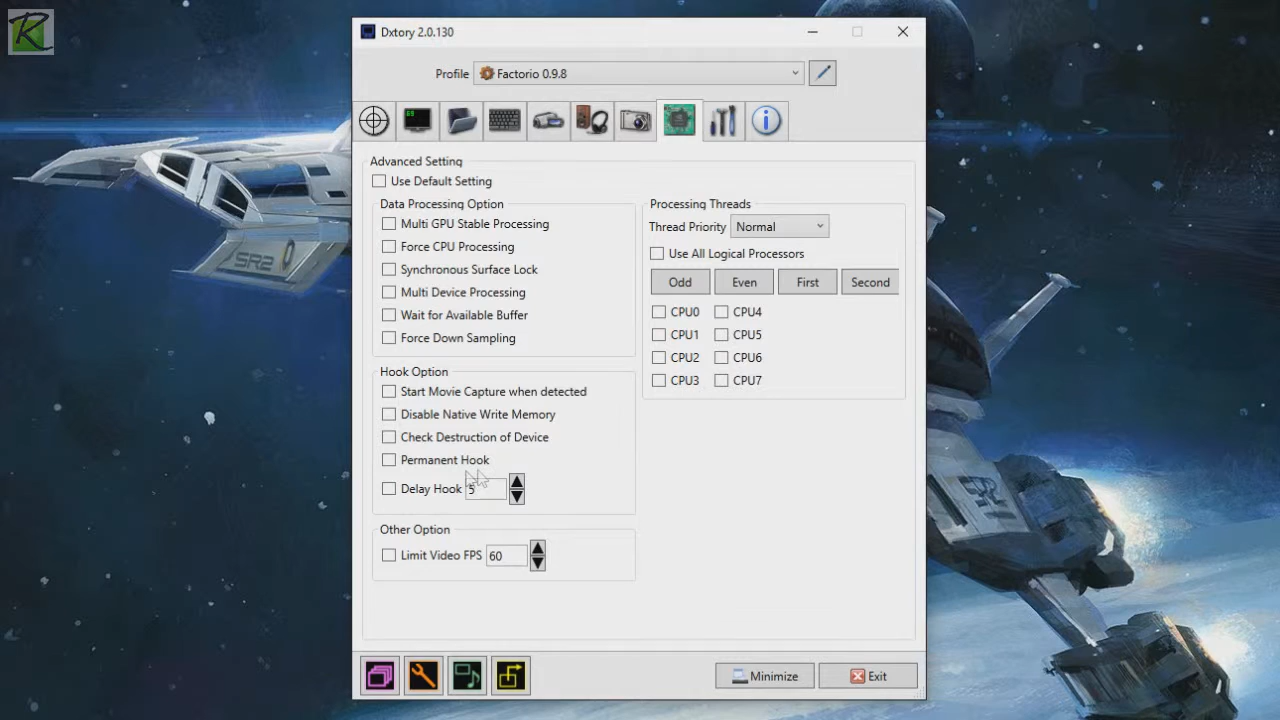 R
Dxtory 2.0.130
Profile Factorio 0.9.8
Advanced Setting
Use Default Setting
Data Processing Option
Multi GPU Stable Processing
Force CPU Processing
Synchronous Surface Lock
Multi Device Processing
Wait for Available Buffer
Force Down Sampling
Hook Option
Start Movie Capture when detected
Disable Native Write Memory
Check Destruction of Device
Permanent Hook
Delay Hook 5
Other Option
Limit Video FPS 60
Processing Threads
Thread Priority Normal
Use All Logical Processors
Odd Even First Second
CPU0 CPU4
CPU1 CPU5
CPU2 CPU6
CPU3 CPU7
Minimize Exit
SR2